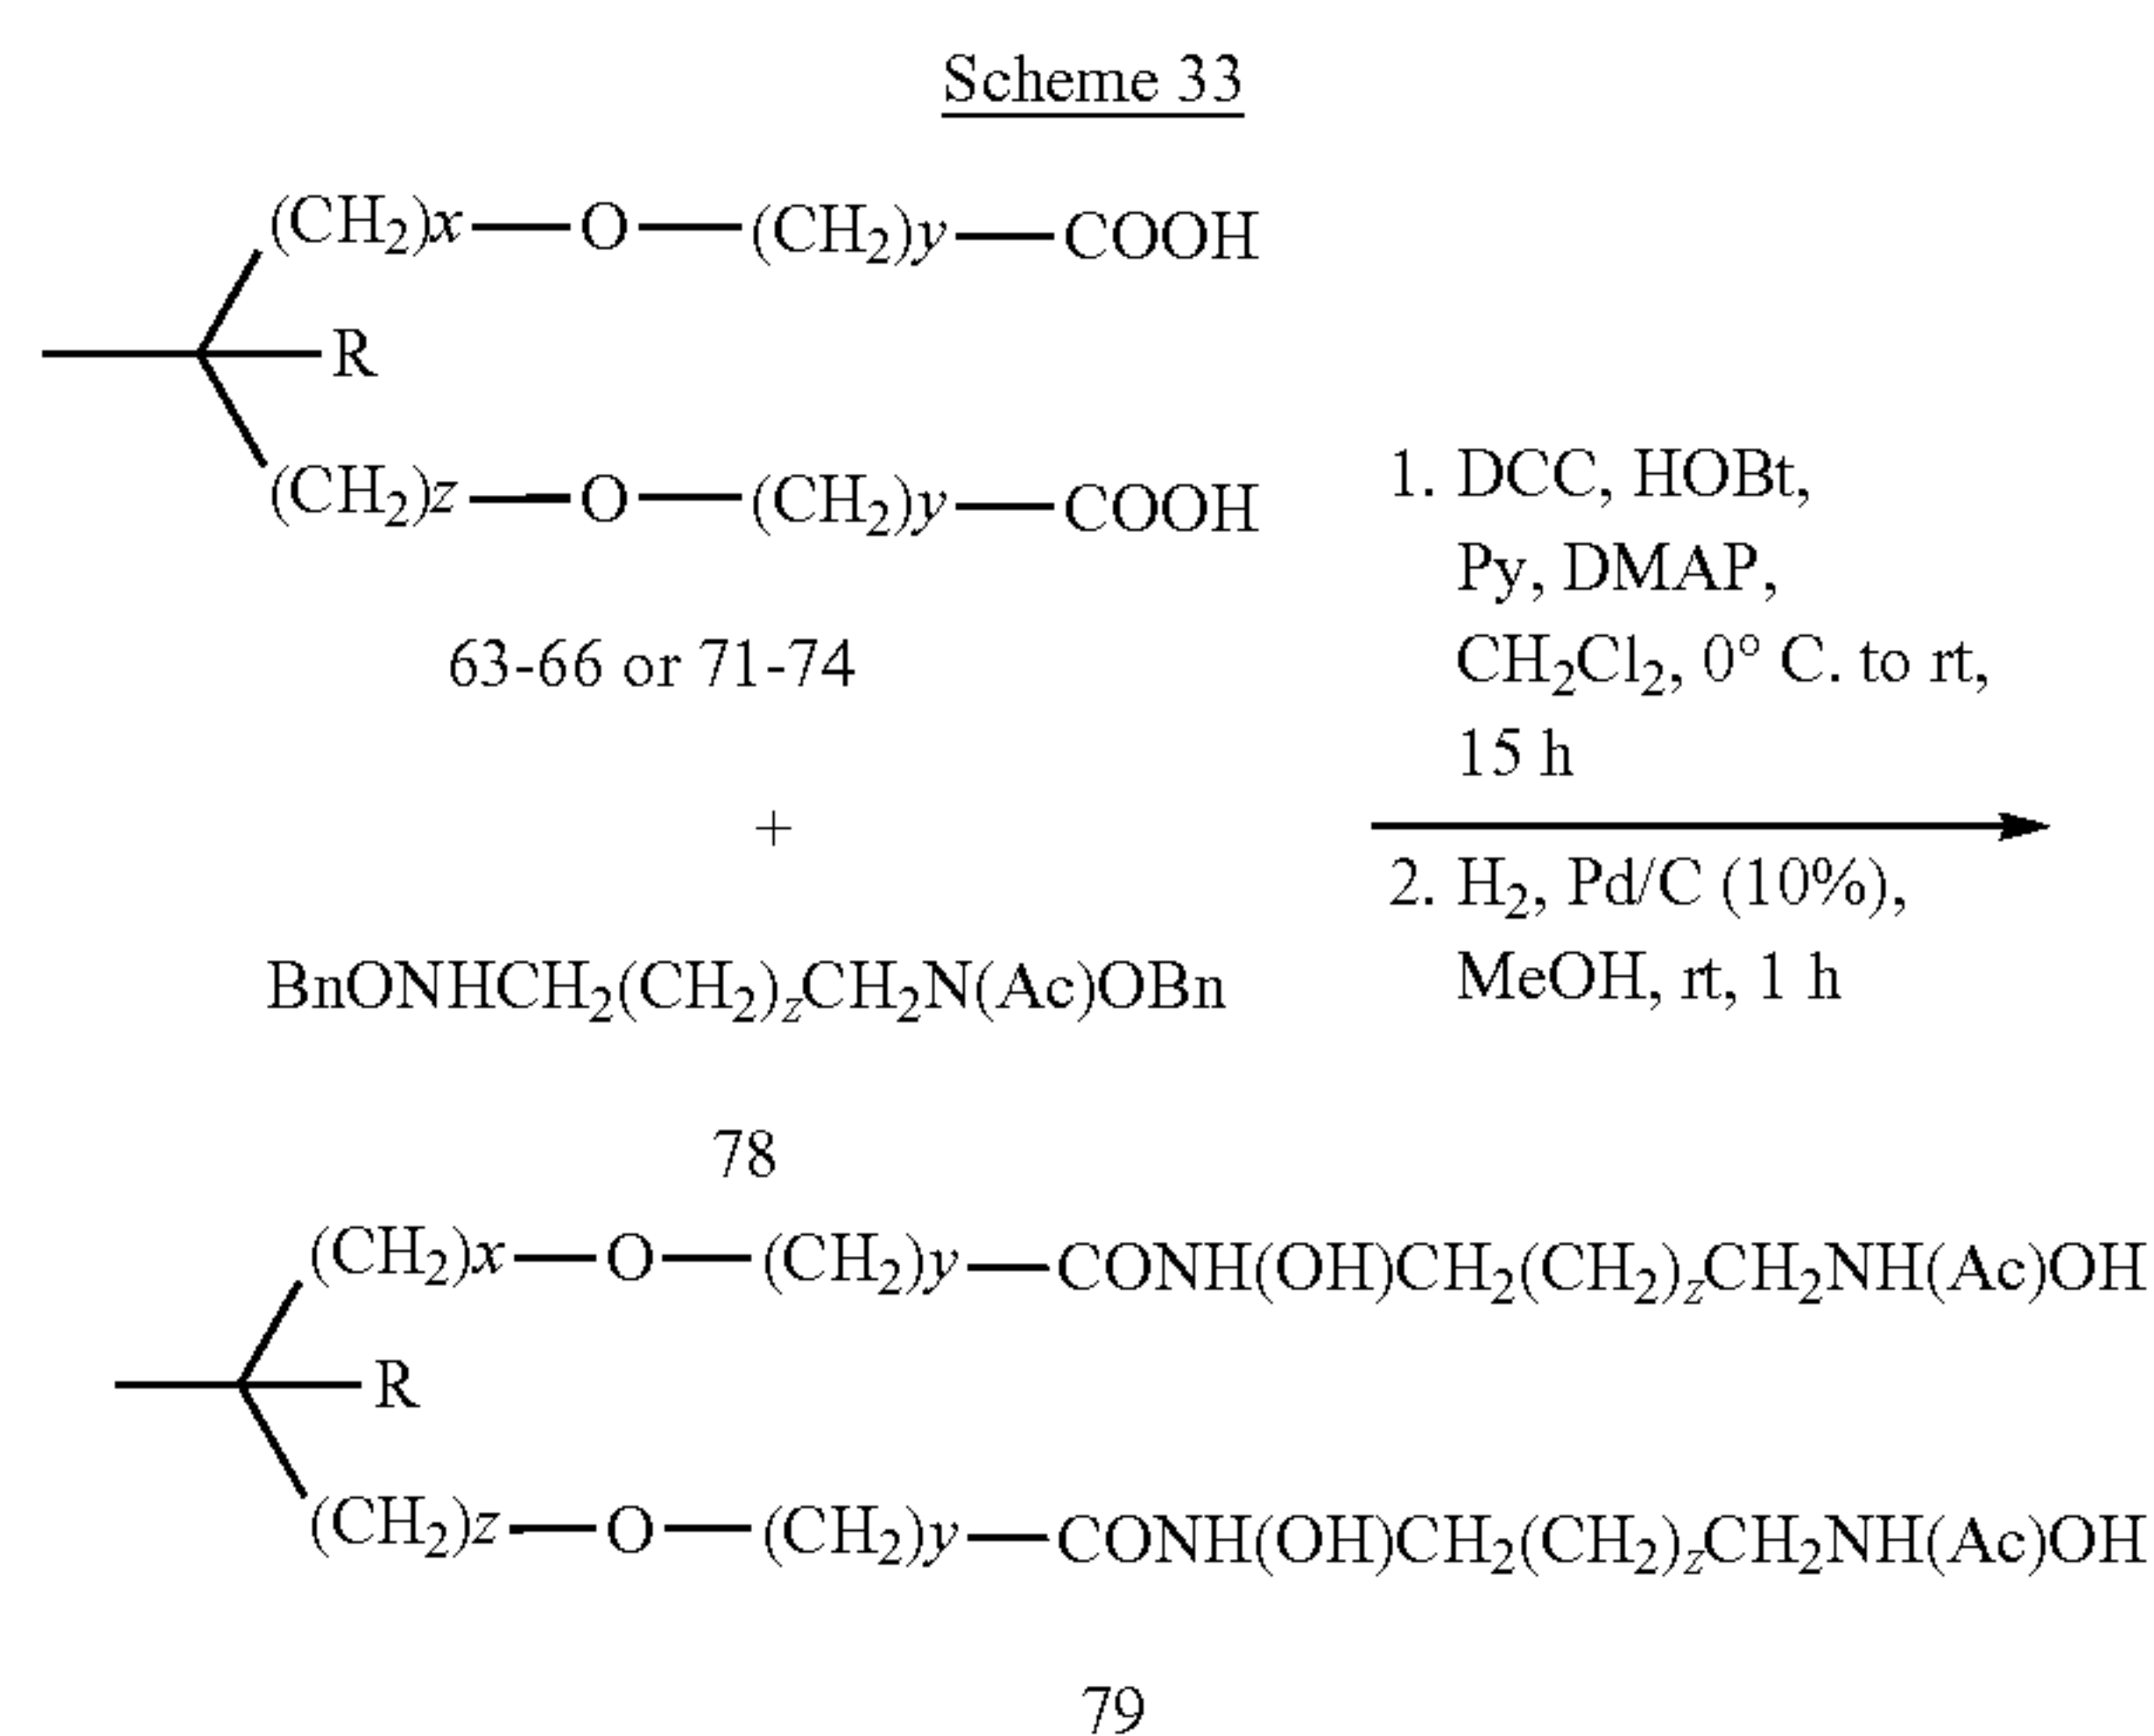 Scheme 33
(CH₂)x—O—(CH₂)y—COOH
R
(CH₂)z—O—(CH₂)y—COOH
63-66 or 71-74
+
BnONHCH₂(CH₂)zCH₂N(Ac)OBn
78
1. DCC, HOBt,
Py, DMAP,
CH₂Cl₂, 0° C. to rt,
15 h
2. H₂, Pd/C (10%),
MeOH, rt, 1 h
(CH₂)x—O—(CH₂)y—CONH(OH)CH₂(CH₂)zCH₂NH(Ac)OH
R
(CH₂)z—O—(CH₂)y—CONH(OH)CH₂(CH₂)zCH₂NH(Ac)OH
79